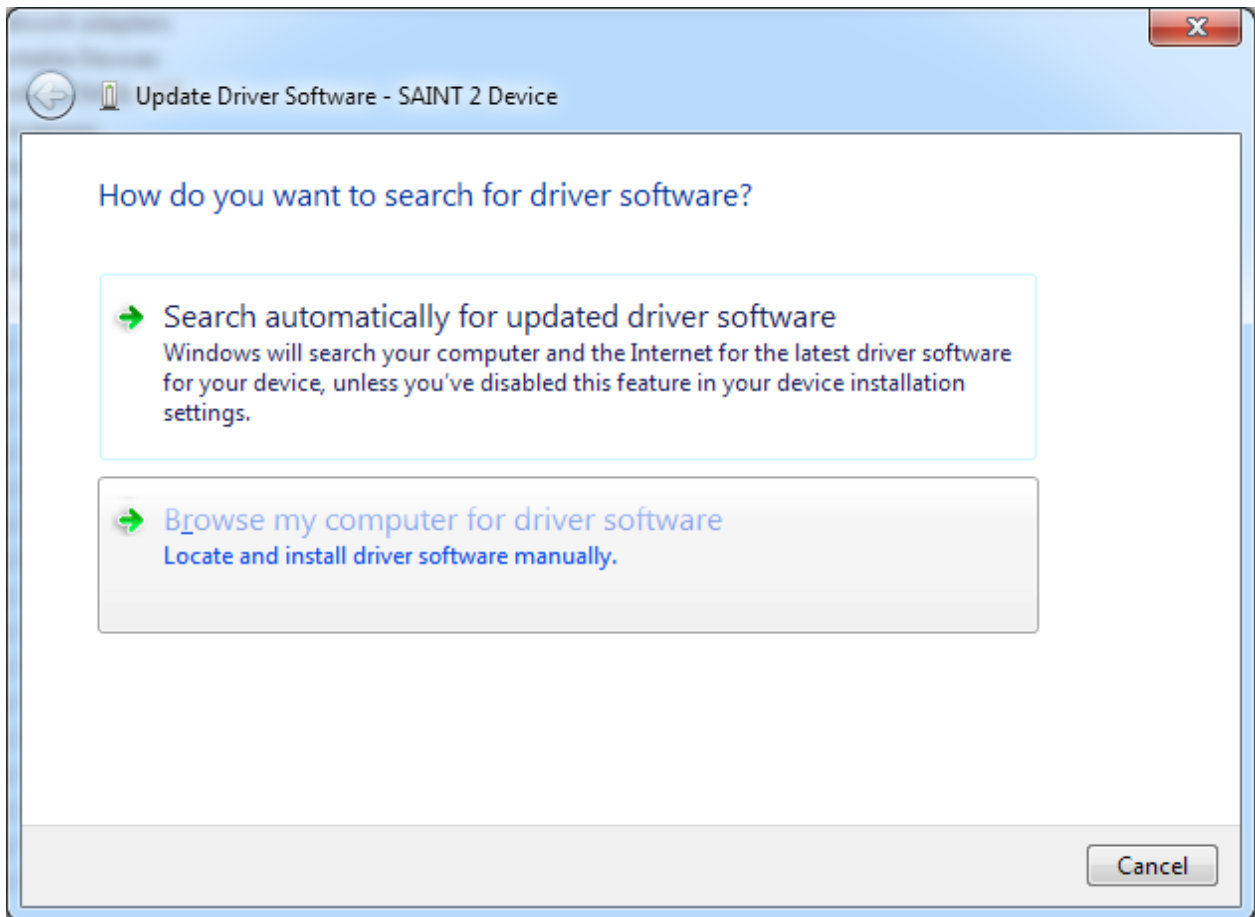 Update Driver Software - SAINT 2 Device
How do you want to search for driver software?
Search automatically for updated driver software
Windows will search your computer and the Internet for the latest driver software
for your device, unless you've disabled this feature in your device installation
settings.
Browse my computer for driver software
Locate and install driver software manually.
Cancel